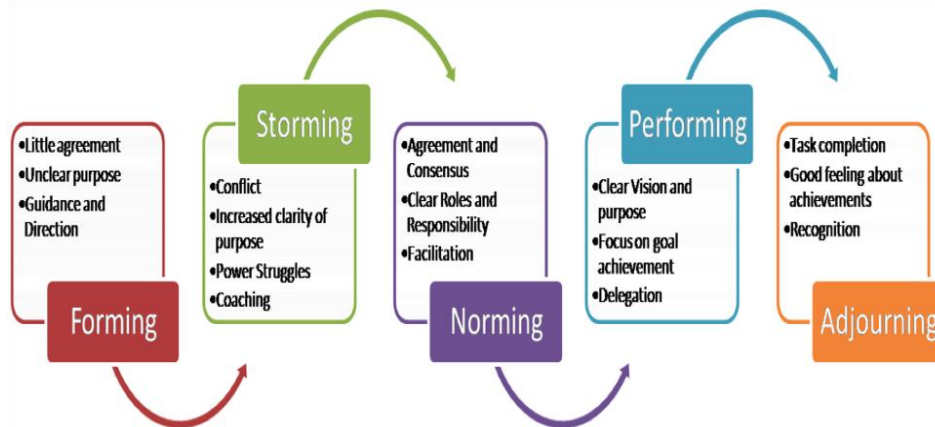 Forming
•Little agreement
•Unclear purpose
•Guidance and
Direction
Storming
•Conflict
•Increased clarity of
purpose
•Power Struggles
•Coaching
Norming
•Agreement and
Consensus
•Clear Roles and
Responsibility
•Facilitation
Performing
•Clear Vision and
purpose
•Focus on goal
achievement
•Delegation
Adjourning
•Task completion
•Good feeling about
achievements
•Recognition